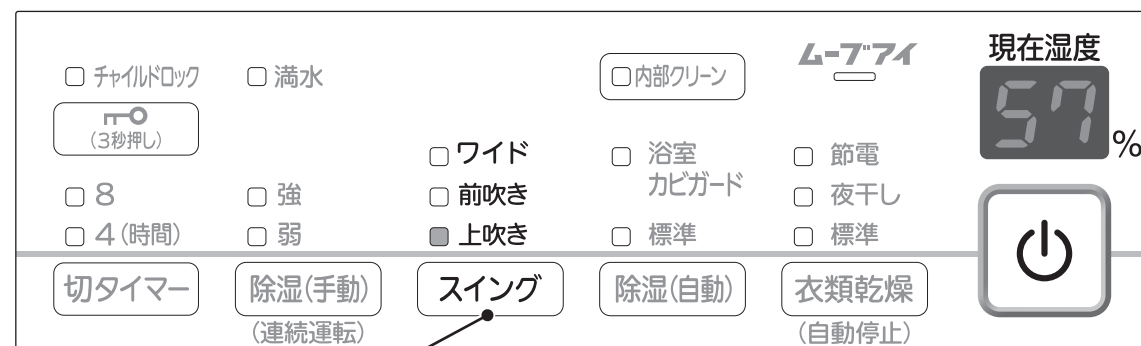 チャイルドロック
満水
内部クリーン
ムーブアイ
現在湿度
57%
(3秒押し)
ワイド
浴室
カビガード
節電
8
強
前吹き
夜干し
4(時間)
弱
上吹き
標準
標準
切タイマー
除湿(手動)
スイング
除湿(自動)
衣類乾燥
(連続運転)
(自動停止)